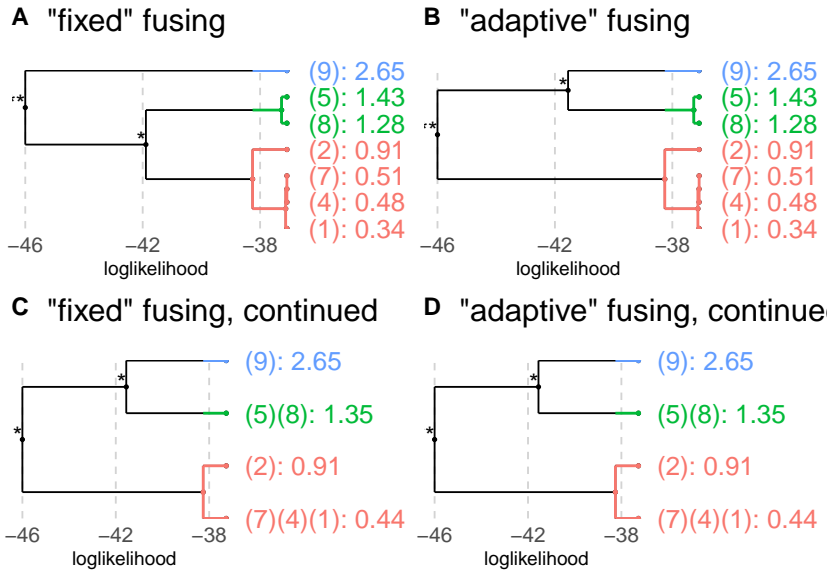 A "fixed" fusing
(9): 2.65
(5): 1.43
(8): 1.28
(2): 0.91
(7): 0.51
(4): 0.48
(1): 0.34
*
*
−46 −42 −38
loglikelihood
B "adaptive" fusing
(9): 2.65
(5): 1.43
(8): 1.28
(2): 0.91
(7): 0.51
(4): 0.48
(1): 0.34
*
*
−46 −42 −38
loglikelihood
C "fixed" fusing, continued
(9): 2.65
(5)(8): 1.35
(2): 0.91
(7)(4)(1): 0.44
*
*
−46 −42 −38
loglikelihood
D "adaptive" fusing, continued
(9): 2.65
(5)(8): 1.35
(2): 0.91
(7)(4)(1): 0.44
*
*
−46 −42 −38
loglikelihood